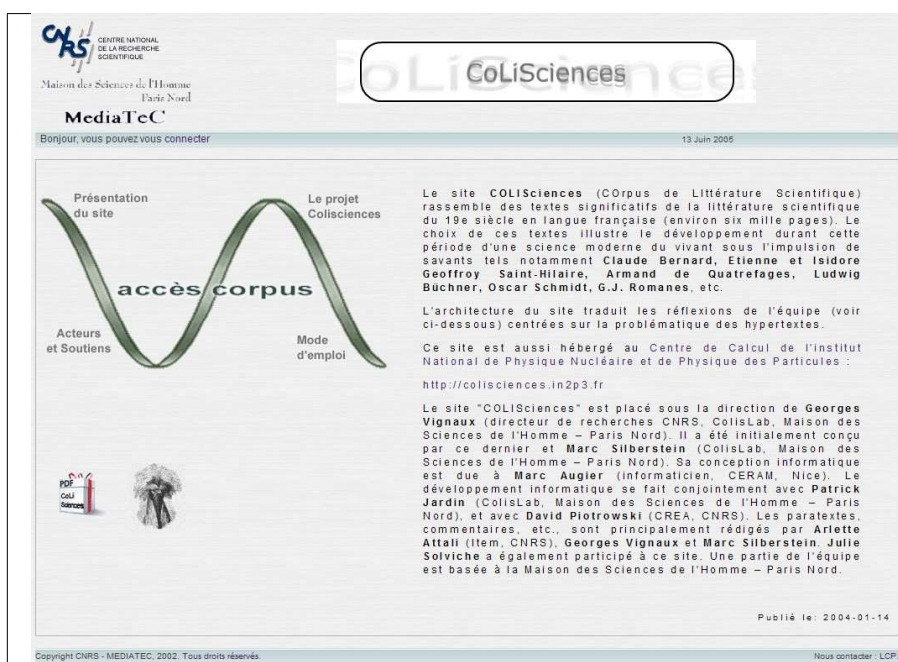 CNRS
CENTRE NATIONAL
DE LA RECHERCHE
SCIENTIFIQUE
Maison des Sciences de l'Homme
Paris Nord
MediaTeC
CoLiSciences
Bonjour, vous pouvez vous connecter
13 Juin 2005
Présentation
du site
Le projet
Colisciences
accès corpus
Acteurs
et Soutiens
Mode
d'emploi
PDF
CoLi
Sciences
Le site COLISciences (COrpus de LIttérature Scientifique)
rassemble des textes significatifs de la littérature scientifique
du 19e siècle en langue française (environ six mille pages). Le
choix de ces textes illustre le développement durant cette
période d'une science moderne du vivant sous l'impulsion de
savants tels notamment Claude Bernard, Etienne et Isidore
Geoffroy Saint-Hilaire, Armand de Quatrefages, Ludwig
Büchner, Oscar Schmidt, G.J. Romanes, etc.
L'architecture du site traduit les réflexions de l'équipe (voir
ci-dessous) centrées sur la problématique des hypertextes.
Ce site est aussi hébergé au Centre de Calcul de l'institut
National de Physique Nucléaire et de Physique des Particules :
http://colisciences.in2p3.fr
Le site "COLISciences" est placé sous la direction de Georges
Vignaux (directeur de recherches CNRS, ColisLab, Maison des
Sciences de l'Homme – Paris Nord). Il a été initialement conçu
par ce dernier et Marc Silberstein (ColisLab, Maison des
Sciences de l'Homme – Paris Nord). Sa conception informatique
est due à Marc Augier (informaticien, CERAM, Nice). Le
développement informatique se fait conjointement avec Patrick
Jardin (ColisLab, Maison des Sciences de l'Homme – Paris
Nord), et avec David Piotrowski (CREA, CNRS). Les paratextes,
commentaires, etc., sont principalement rédigés par Arlette
Attali (Item, CNRS), Georges Vignaux et Marc Silberstein. Julie
Solviche a également participé à ce site. Une partie de l'équipe
est basée à la Maison des Sciences de l'Homme – Paris Nord.
Publié le: 2004-01-14
Copyright CNRS - MEDIATEC, 2002. Tous droits réservés.
Nous contacter : LCP